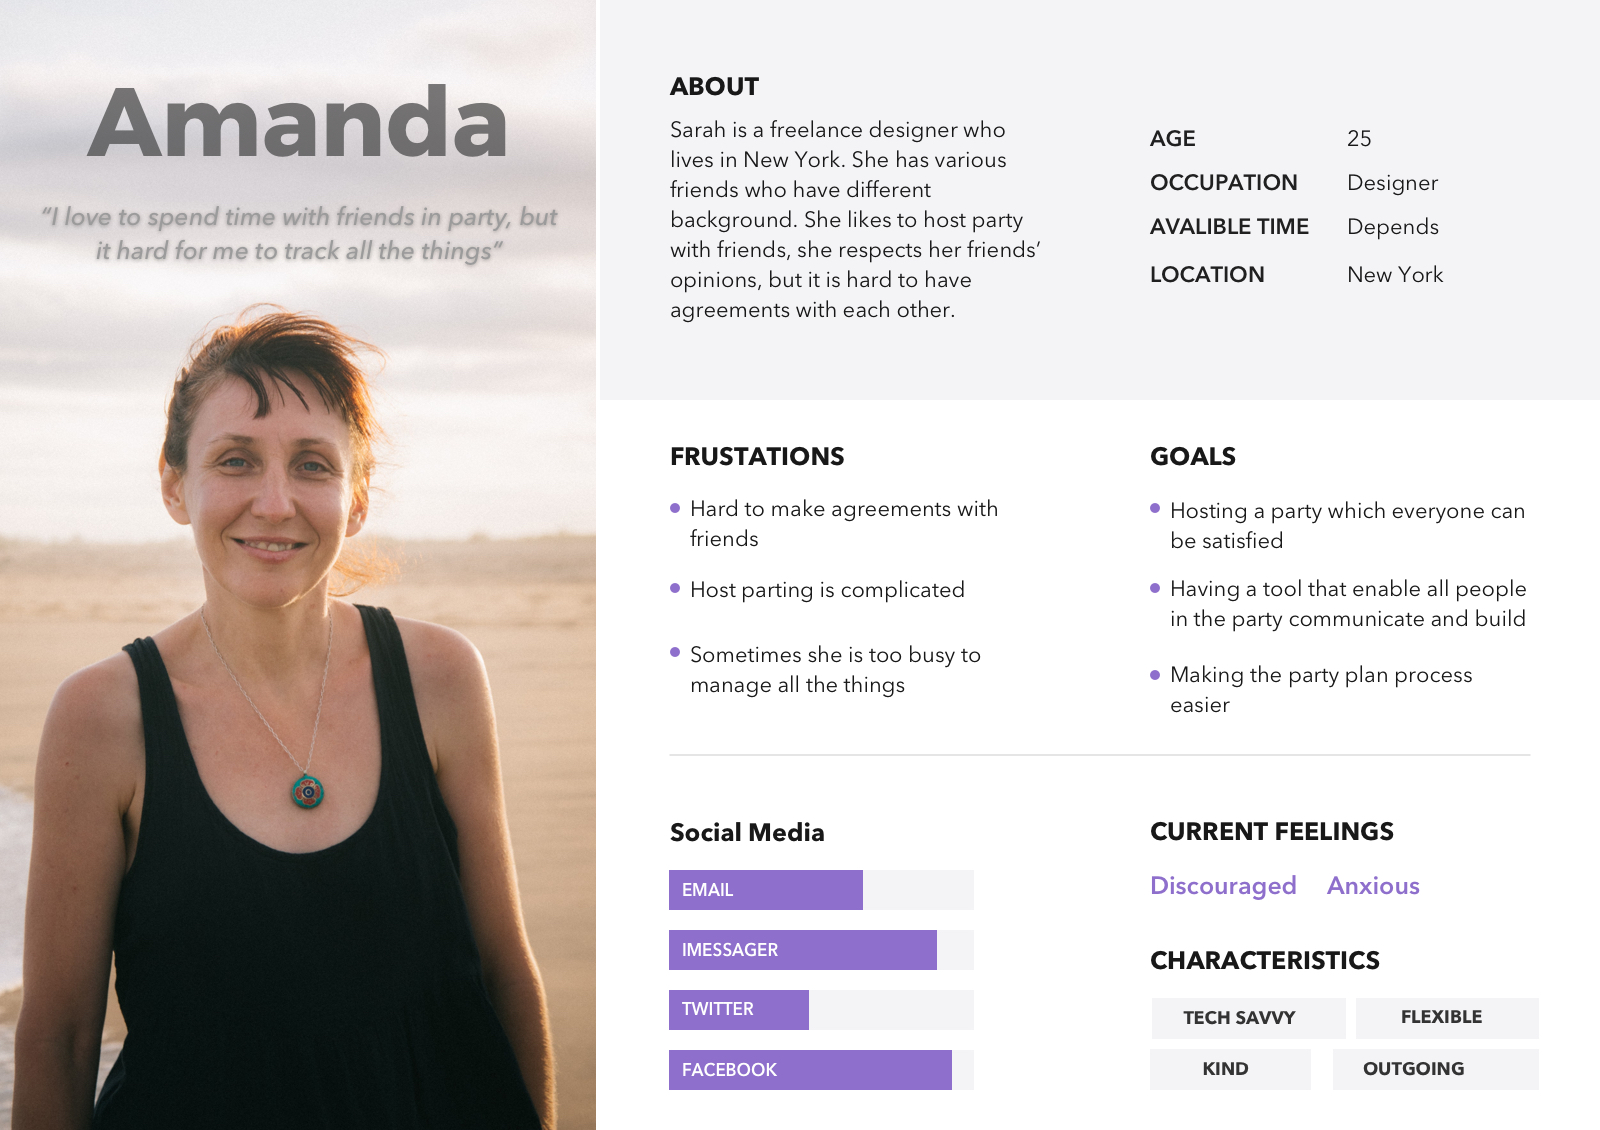 Amanda
“I love to spend time with friends in party, but
it hard for me to track all the things”
ABOUT
Sarah is a freelance designer who
lives in New York. She has various
friends who have different
background. She likes to host party
with friends, she respects her friends’
opinions, but it is hard to have
agreements with each other.
AGE 25
OCCUPATION Designer
AVALIBLE TIME Depends
LOCATION New York
FRUSTATIONS
Hard to make agreements with
friends
Host parting is complicated
Sometimes she is too busy to
manage all the things
GOALS
Hosting a party which everyone can
be satisfied
Having a tool that enable all people
in the party communicate and build
Making the party plan process
easier
Social Media
EMAIL
IMESSAGER
TWITTER
FACEBOOK
CURRENT FEELINGS
Discouraged Anxious
CHARACTERISTICS
TECH SAVVY FLEXIBLE
KIND OUTGOING